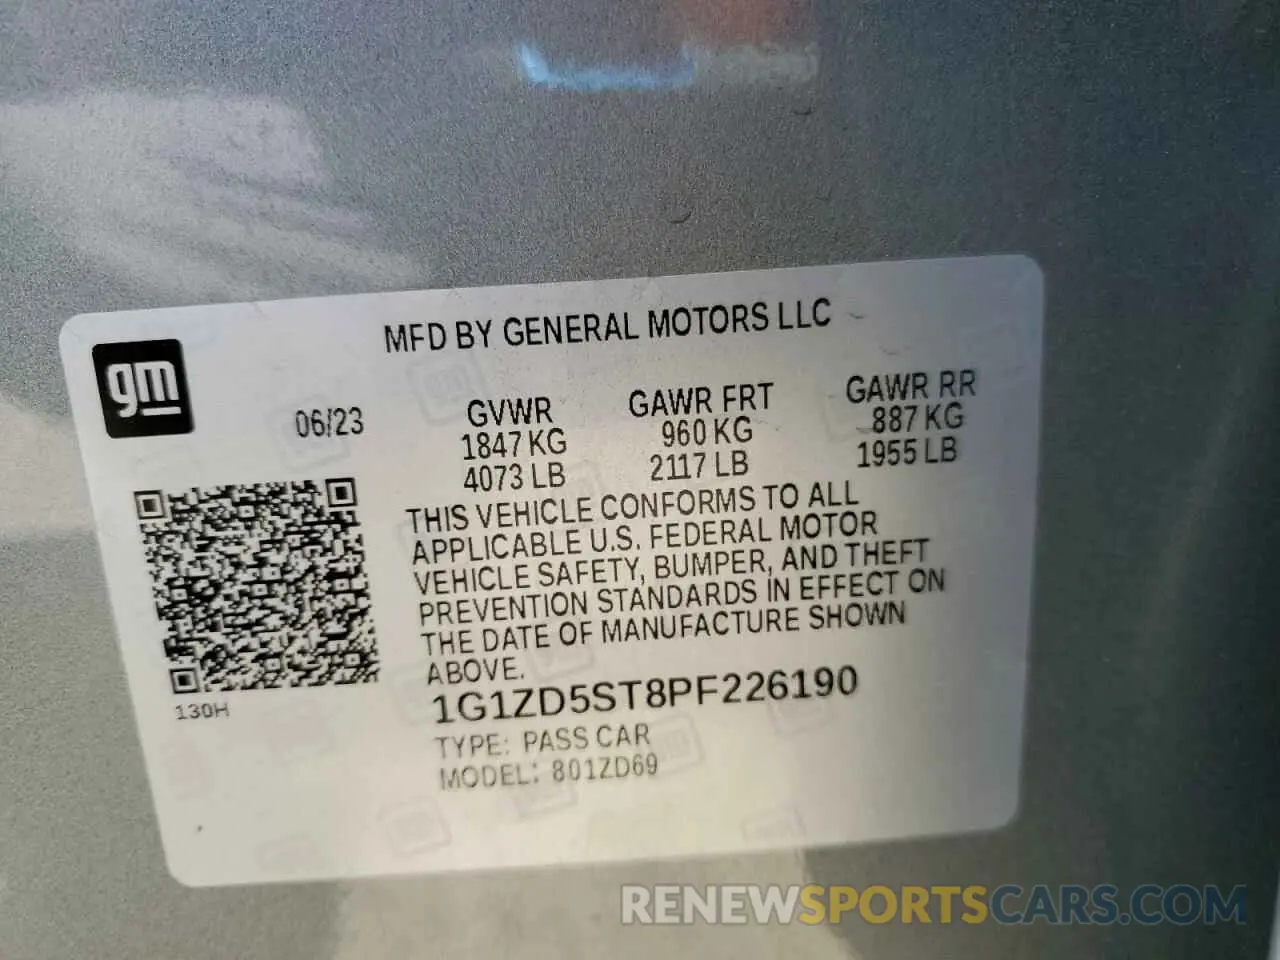 MFD BY GENERAL MOTORS LLC
gm
06/23 GVWR GAWR FRT GAWR RR
1847 KG 960 KG 887 KG
4073 LB 2117 LB 1955 LB
THIS VEHICLE CONFORMS TO ALL
APPLICABLE U.S. FEDERAL MOTOR
VEHICLE SAFETY, BUMPER, AND THEFT
PREVENTION STANDARDS IN EFFECT ON
THE DATE OF MANUFACTURE SHOWN
ABOVE.
130H
1G1ZD5ST8PF226190
TYPE: PASS CAR
MODEL: 801ZD69
RENEWSPORTSCARS.COM